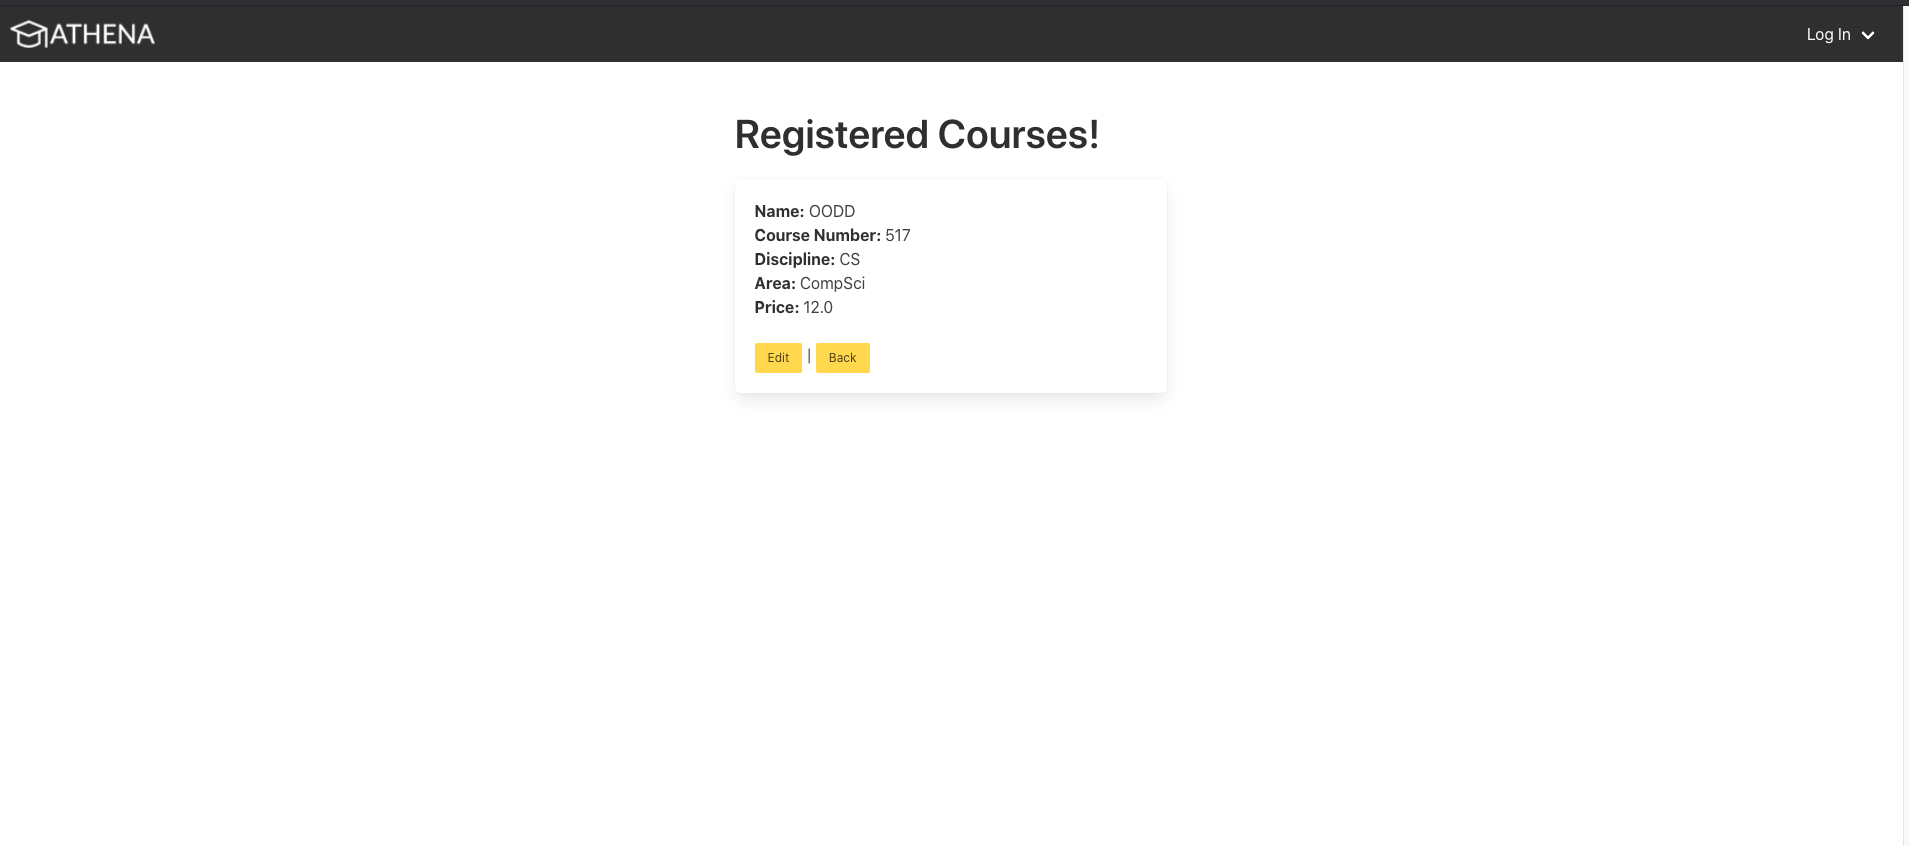 ATHENA
Log In
Registered Courses!
Name: OODD
Course Number: 517
Discipline: CS
Area: CompSci
Price: 12.0
Edit | Back